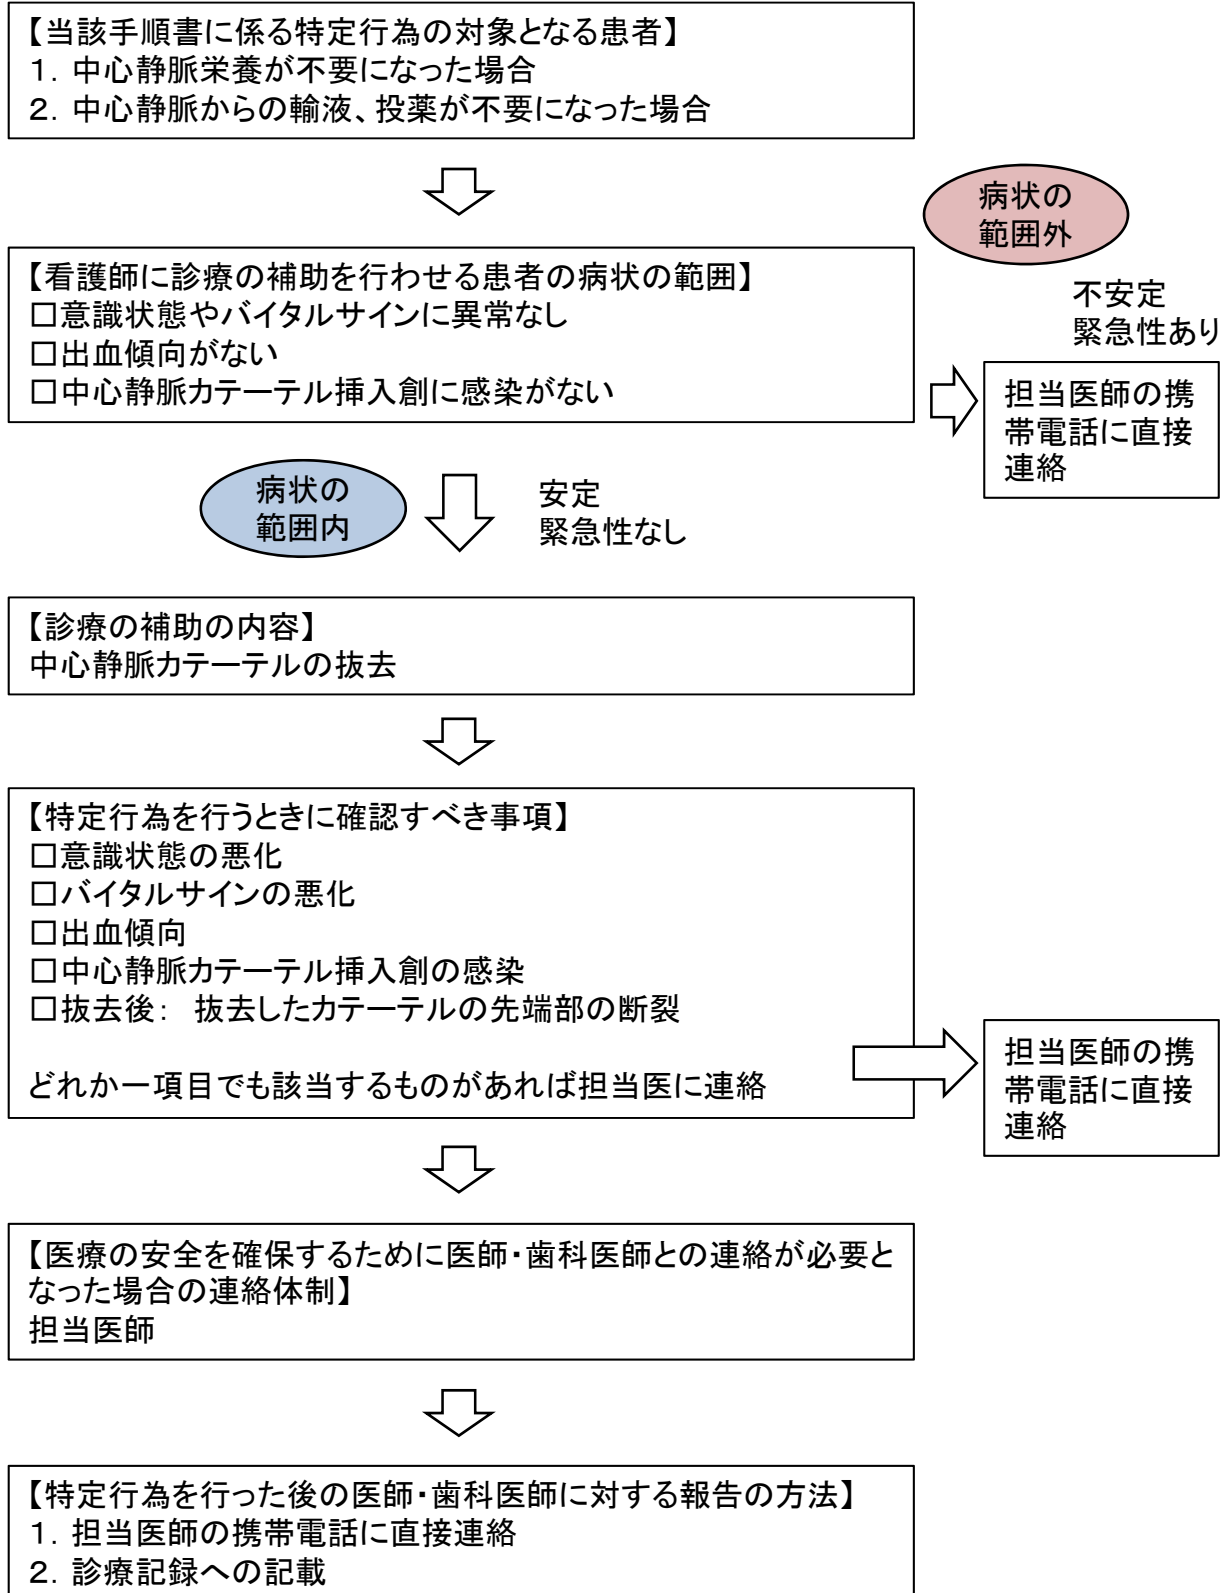 【当該手順書に係る特定行為の対象となる患者】
１．中心静脈栄養が不要になった場合
２．中心静脈からの輸液、投薬が不要になった場合
病状の
範囲外
【看護師に診療の補助を行わせる患者の病状の範囲】
□意識状態やバイタルサインに異常なし
□出血傾向がない
□中心静脈カテーテル挿入創に感染がない
不安定
緊急性あり
担当医師の携
帯電話に直接
連絡
病状の
範囲内
安定
緊急性なし
【診療の補助の内容】
中心静脈カテーテルの抜去
【特定行為を行うときに確認すべき事項】
□意識状態の悪化
□バイタルサインの悪化
□出血傾向
□中心静脈カテーテル挿入創の感染
□抜去後： 抜去したカテーテルの先端部の断裂
どれか一項目でも該当するものがあれば担当医に連絡
担当医師の携
帯電話に直接
連絡
【医療の安全を確保するために医師・歯科医師との連絡が必要と
なった場合の連絡体制】
担当医師
【特定行為を行った後の医師・歯科医師に対する報告の方法】
１．担当医師の携帯電話に直接連絡
２．診療記録への記載